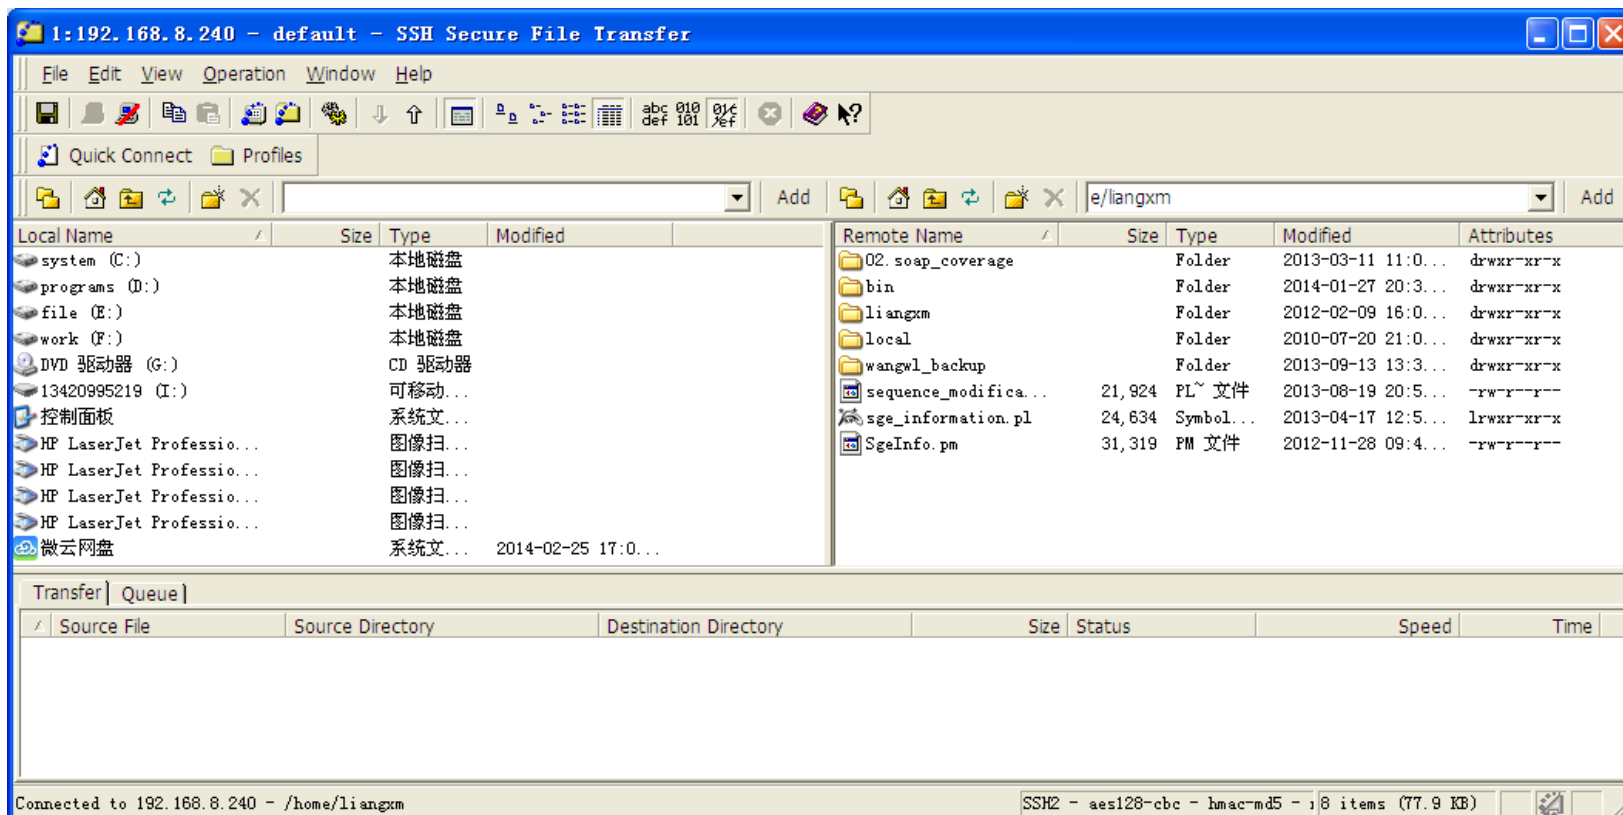 1:192.168.8.240 - default - SSH Secure File Transfer
File Edit View Operation Window Help
abc def 010 101
Quick Connect Profiles
Add e/liangxm Add
Local Name Size Type Modified Remote Name Size Type Modified Attributes
system (C:) 本地磁盘 02.soap_coverage Folder 2013-03-11 11:0... drwxr-xr-x
programs (D:) 本地磁盘 bin Folder 2014-01-27 20:3... drwxr-xr-x
file (E:) 本地磁盘 liangxm Folder 2012-02-09 16:0... drwxr-xr-x
work (F:) 本地磁盘 local Folder 2010-07-20 21:0... drwxr-xr-x
DVD 驱动器 (G:) CD 驱动器 wangwl_backup Folder 2013-09-13 13:3... drwxr-xr-x
13420995219 (I:) 可移动... sequence_modifica... 21,924 PL~ 文件 2013-08-19 20:5... -rw-r--r--
控制面板 系统文... sge_information.pl 24,634 Symbol... 2013-04-17 12:5... lrwxr-xr-x
HP LaserJet Professio... 图像扫... SgeInfo.pm 31,319 PM 文件 2012-11-28 09:4... -rw-r--r--
HP LaserJet Professio... 图像扫...
HP LaserJet Professio... 图像扫...
HP LaserJet Professio... 图像扫...
微云网盘 系统文... 2014-02-25 17:0...
Transfer Queue
Source File Source Directory Destination Directory Size Status Speed Time
Connected to 192.168.8.240 - /home/liangxm SSH2 - aes128-cbc - hmac-md5 - 8 items (77.9 KB)